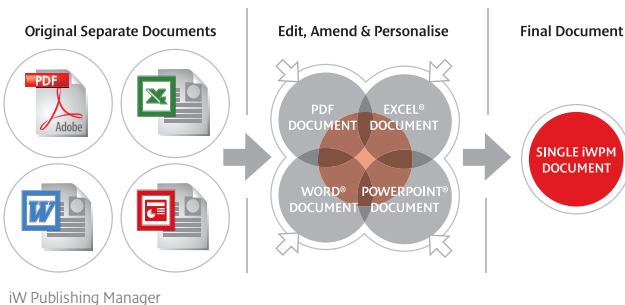 Original Separate Documents
Edit, Amend & Personalise
Final Document
PDF
Adobe
X
W
P
PDF
DOCUMENT
EXCEL®
DOCUMENT
WORD®
DOCUMENT
POWERPOINT®
DOCUMENT
SINGLE iWPM
DOCUMENT
iW Publishing Manager